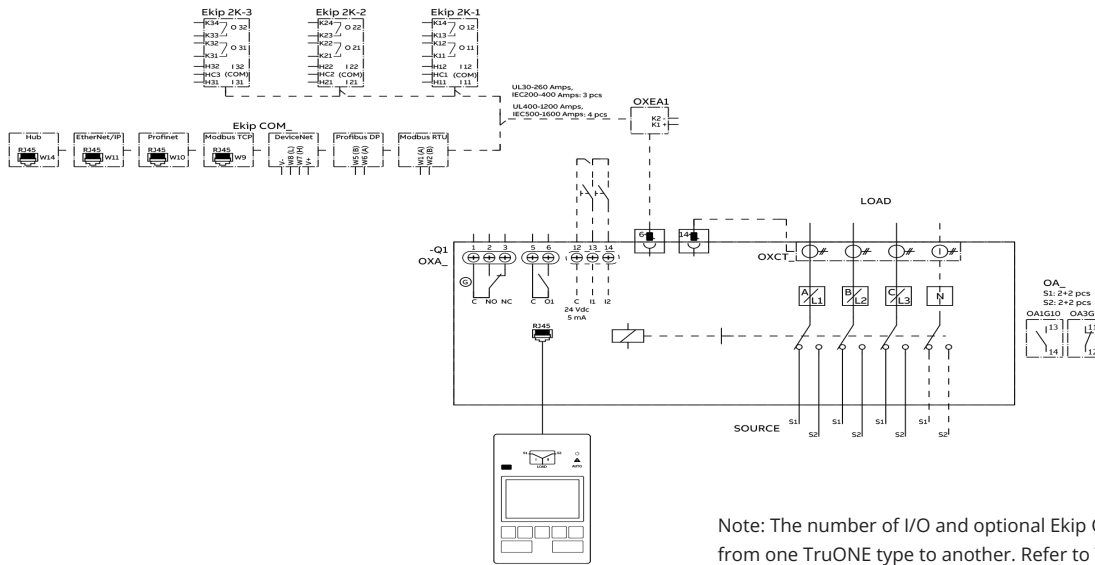 Ekip 2K-3
K34
K33
O 32
K32
K31
O 31
H32
I 32
HC3 (COM)
H31
I 31
Ekip 2K-2
K24
K23
O 22
K22
K21
O 21
H22
I 22
HC2 (COM)
H21
I 21
Ekip 2K-1
K14
K13
O 12
K12
K11
O 11
H12
I 12
HC1 (COM)
H11
I 11
UL30-260 Amps,
IEC200-400 Amps: 3 pcs
UL400-1200 Amps,
IEC500-1600 Amps: 4 pcs
OXEA1
K2 -
K1 +
Ekip COM_
Hub
RJ45
W14
EtherNet/IP
RJ45
W11
Profinet
RJ45
W10
Modbus TCP
RJ45
W9
DeviceNet
V-
W8 (L)
W7 (H)
V+
Profibus DP
W5 (B)
W6 (A)
Modbus RTU
W1 (A)
W2 (B)
LOAD
-Q1
OXA_
1 2 3 5 6 12 13 14
G
C NO NC C O1 C I1 I2
24 Vdc
5 mA
RJ45
OXCT_
A
L1
B
L2
C
L3
N
OA_
S1: 2+2 pcs
S2: 2+2 pcs
OA1G10
13
14
SOURCE
S1
S2
S1
S2
S1
S2
S1
S2
S1
S2
I
II
LOAD
AUTO
Note: The number of I/O and optional Ekip
from one TruONE type to another. Refer to